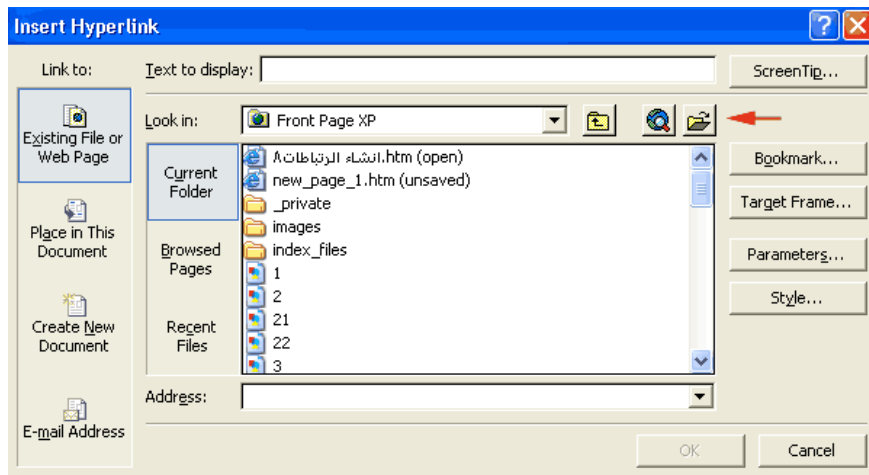 Insert Hyperlink
Link to:
Text to display:
ScreenTip...
Existing File or
Web Page
Look in:
Front Page XP
Current
Folder
انشاء الرتباطات8.htm (open)
new_page_1.htm (unsaved)
_private
images
index_files
1
2
21
22
3
Bookmark...
Target Frame...
Place in This
Document
Browsed
Pages
Parameters...
Style...
Create New
Document
Recent
Files
Address:
E-mail Address
OK
Cancel